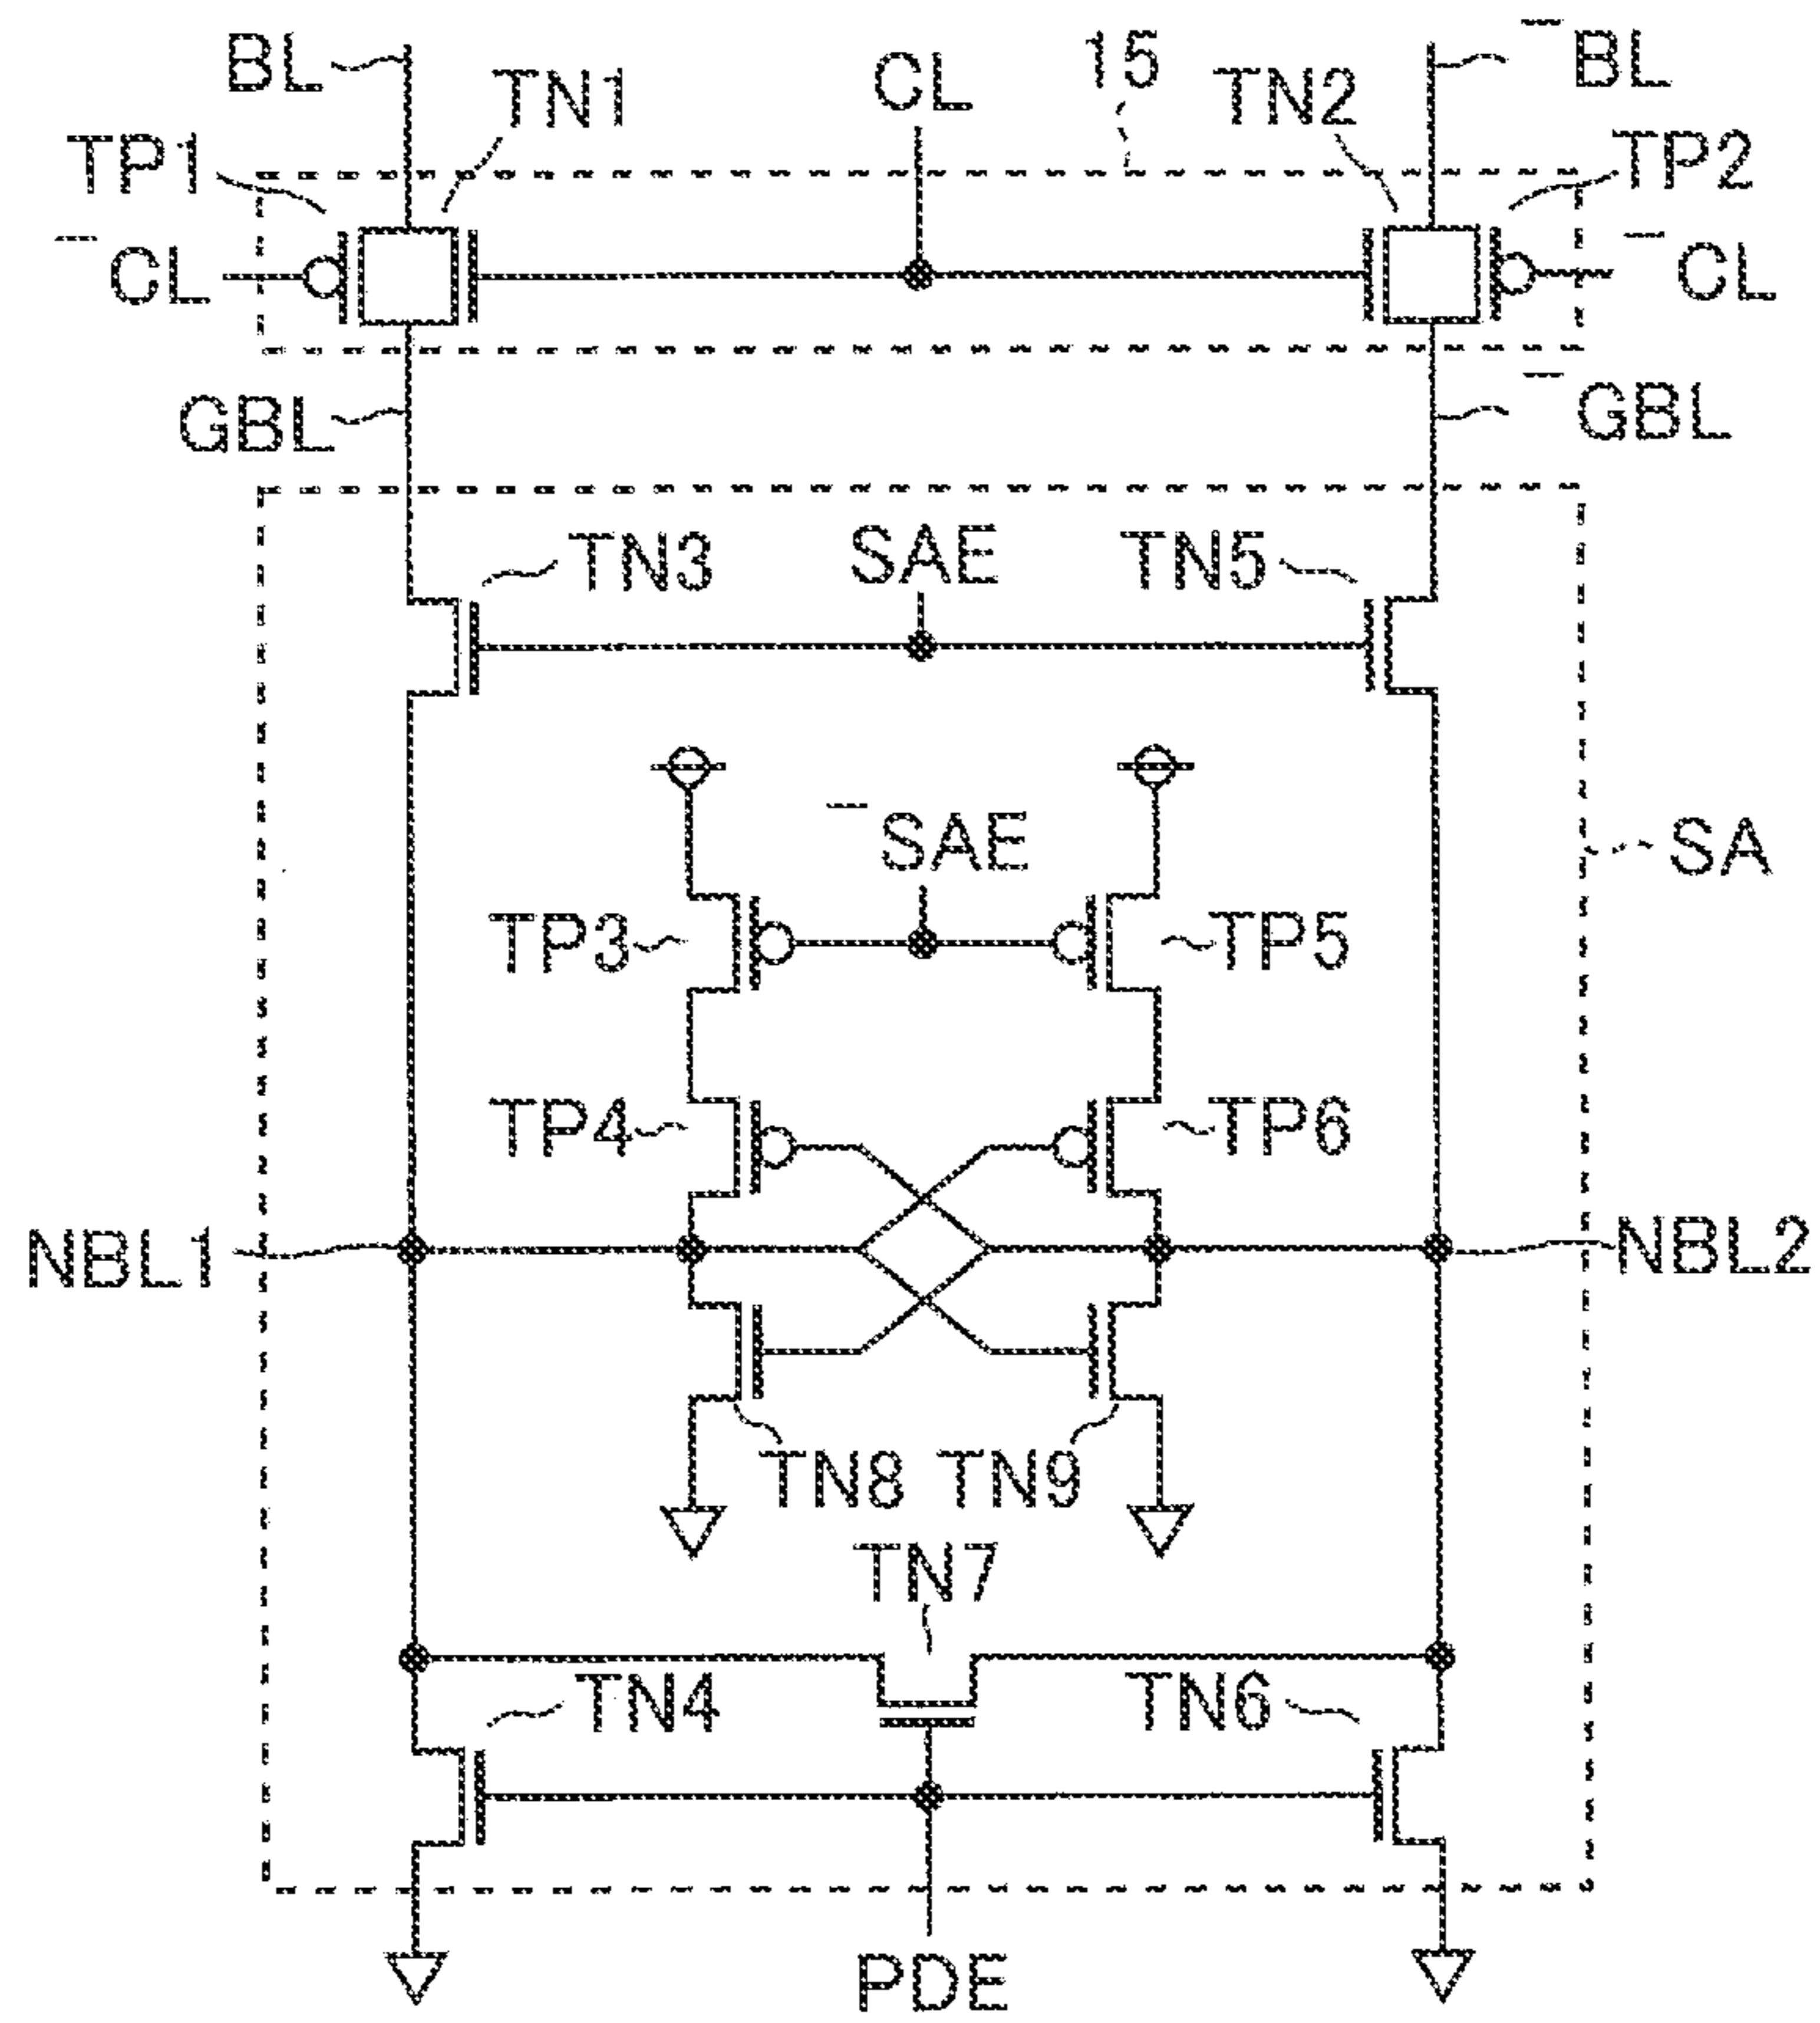 BL
TN1
CL
15
TN2
‾BL
TP1
TP2
‾CL
‾CL
GBL
‾GBL
TN3
SAE
TN5
‾SAE
SA
TP3
TP5
TP4
TP6
NBL1
NBL2
TN8
TN9
TN7
TN4
TN6
PDE